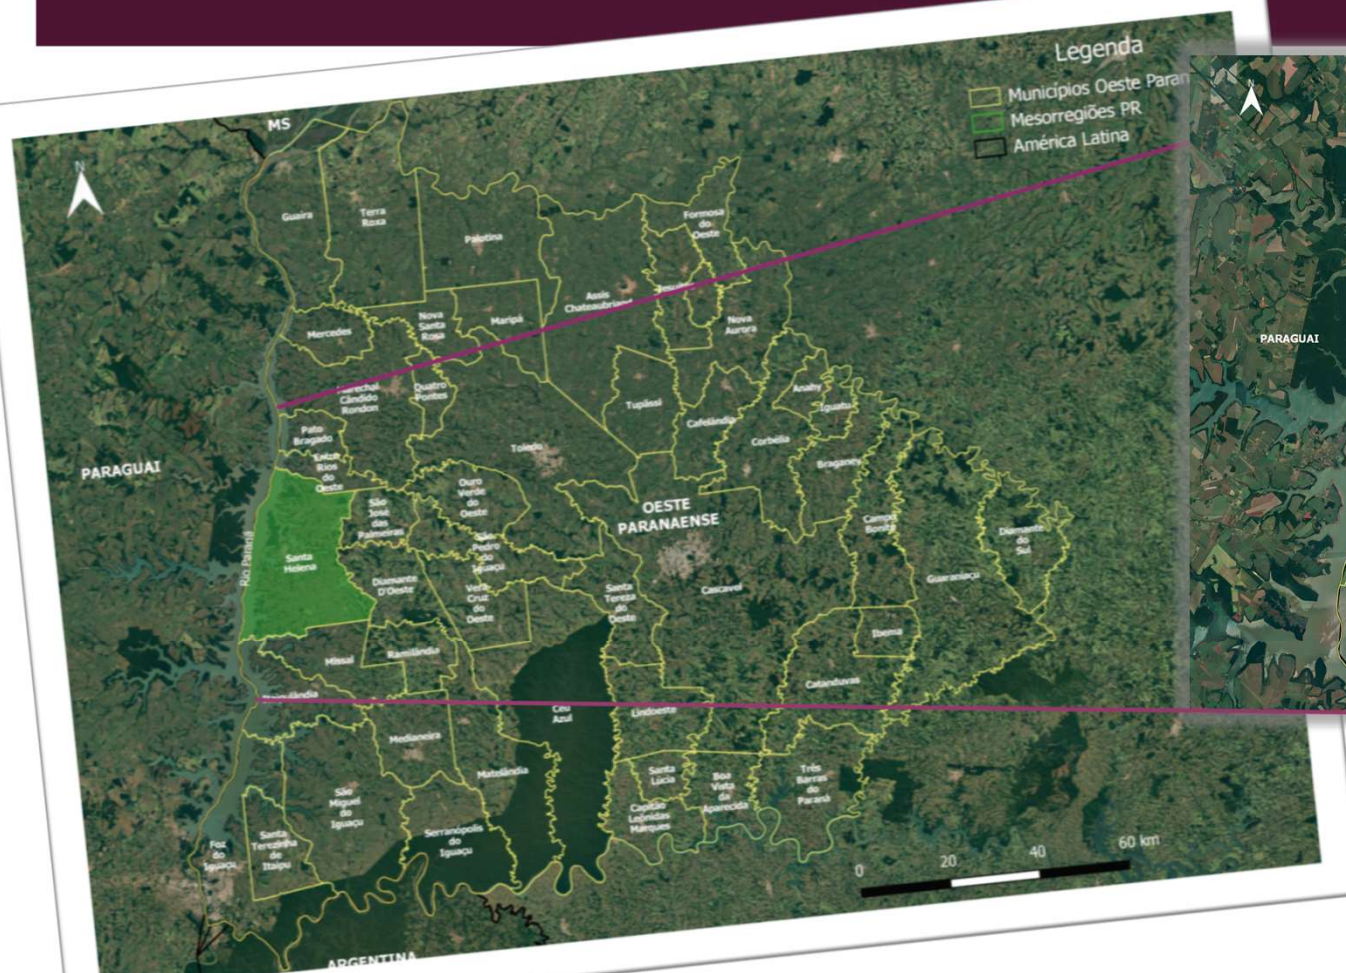 Legenda
Municípios Oeste Paran
Mesorregiões PR
América Latina
MS
N
N
Guaira
Terra
Roxa
Palotina
Formosa
do
Oeste
Assis
Chateaubriand
Mercedes
Nova
Santa
Rosa
Maripá
Nova
Aurora
PARAGUAI
Marechal
Cândido
Rondon
Quatro
Pontes
Tupãssi
Cafelândia
Anahy
Iguatu
Corbélia
Braganey
Pato
Bragado
Entre
Rios
do
Oeste
Toledo
PARAGUAI
Ouro
Verde
do
Oeste
São
José
das
Palmeiras
OESTE
PARANAENSE
Campo
Bonito
Diamante
do
Sul
Rio Paraná
Santa
Helena
São
Pedro
do
Iguaçu
Diamante
D'Oeste
Vera
Cruz
do
Oeste
Santa
Tereza
do
Oeste
Cascavel
Guaraniaçu
Ibema
Missal
Ramilândia
Catanduvas
Céu
Azul
Lindoeste
Medianeira
Matelândia
Santa
Lúcia
Boa
Vista
da
Aparecida
Três
Barras
do
Paraná
São
Miguel
do
Iguaçu
Capitão
Leônidas
Marques
Serranópolis
do
Iguaçu
Santa
Terezinha
de
Itaipu
Foz
do
Iguaçu
0 20 40 60 km
ARGENTINA